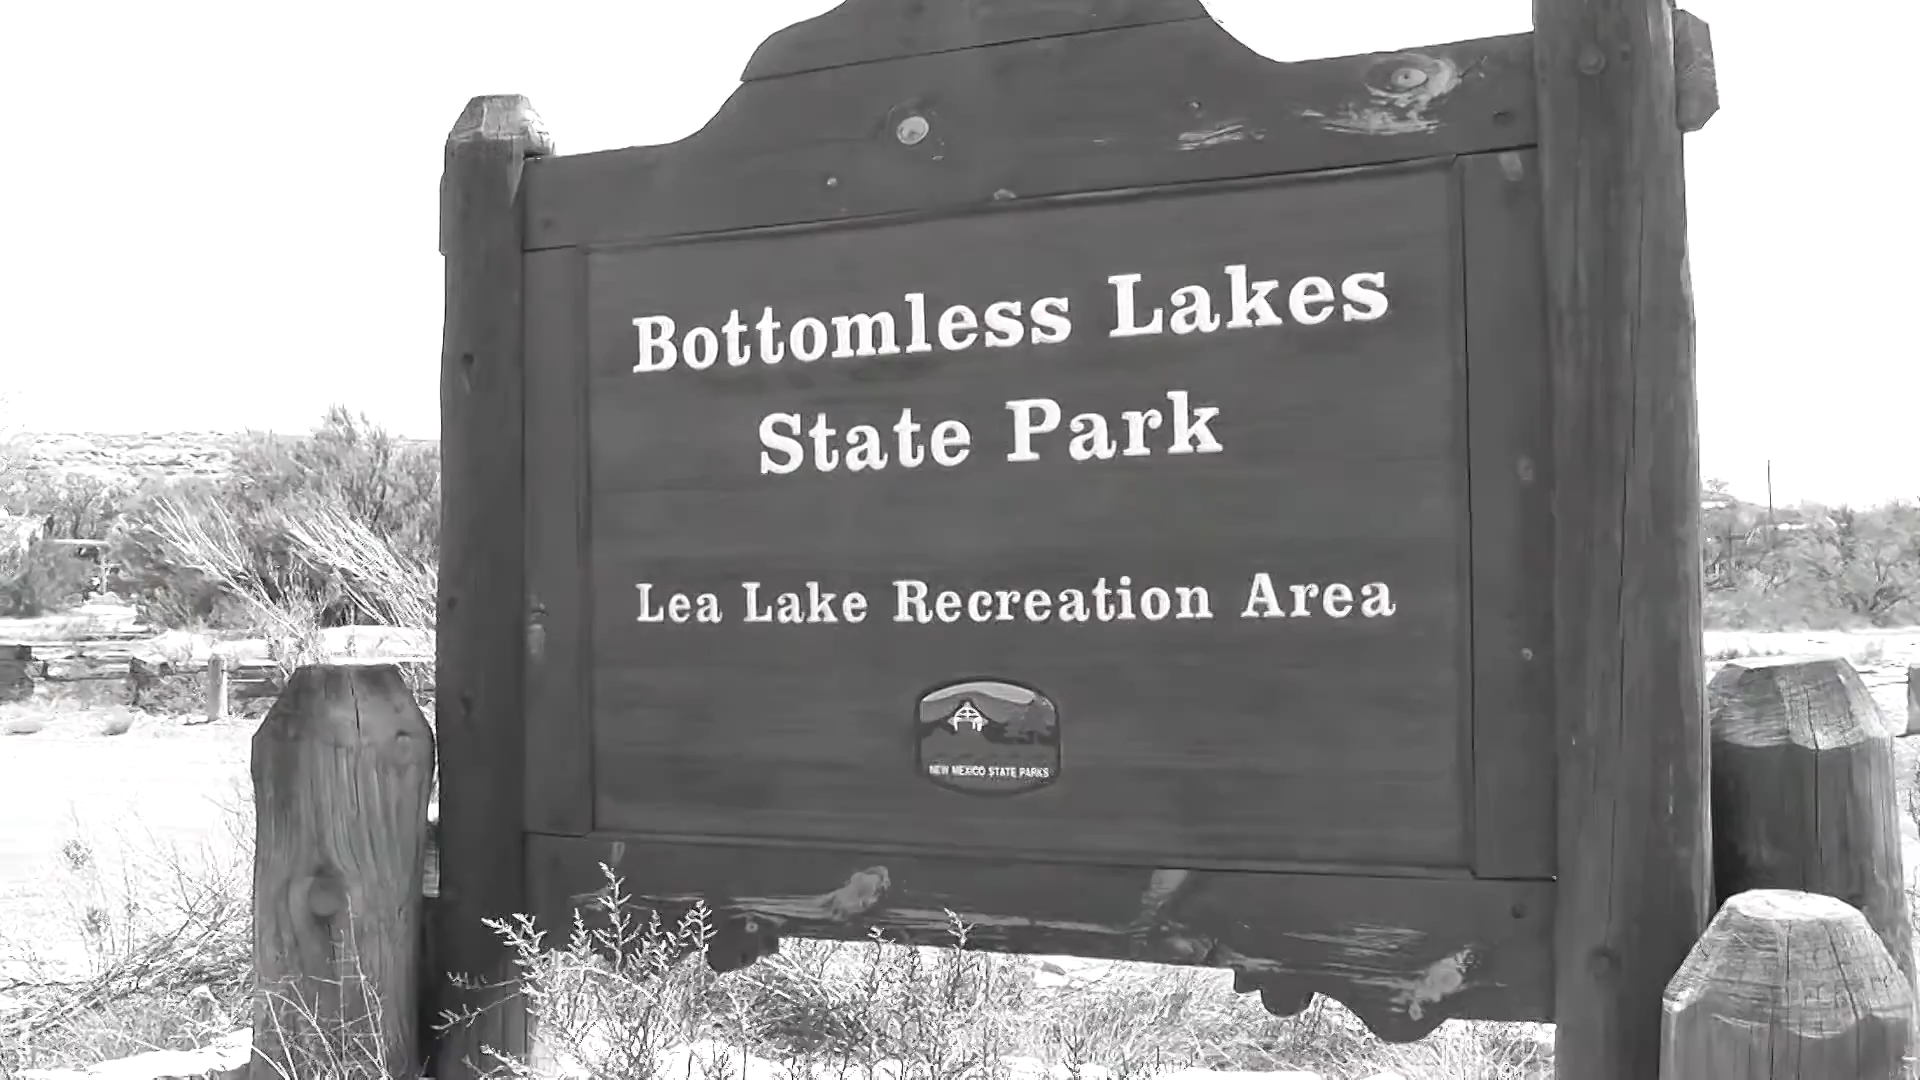 Bottomless Lakes
State Park
Lea Lake Recreation Area
NEW MEXICO STATE PARKS